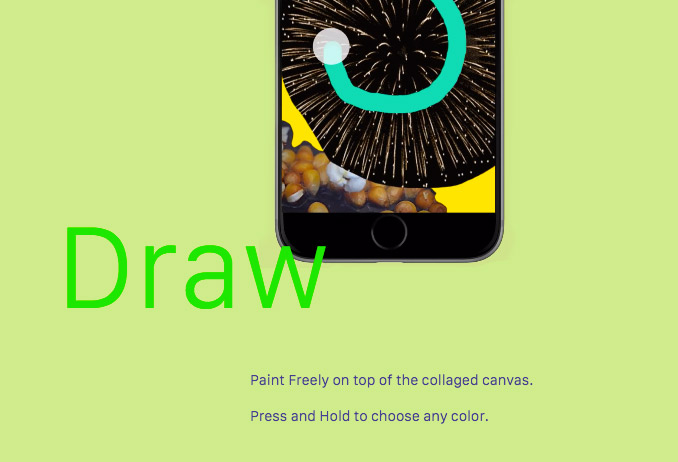 Draw
Paint Freely on top of the collaged canvas.
Press and Hold to choose any color.